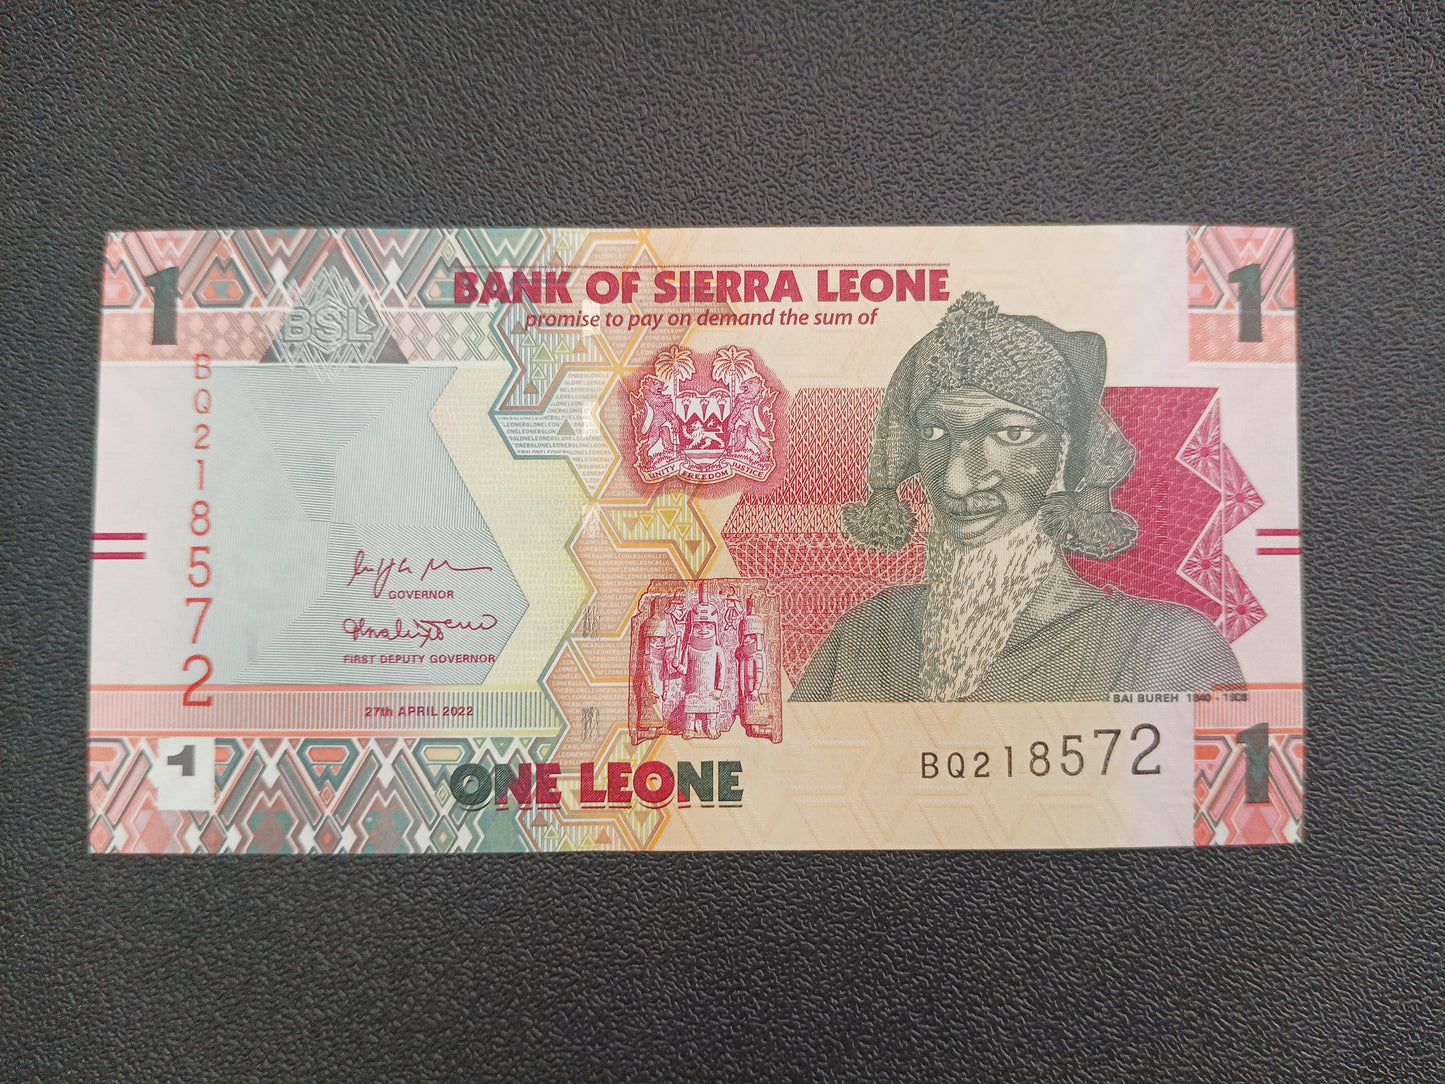 1
1
BSL
BANK OF SIERRA LEONE
promise to pay on demand the sum of
BQ218572
UNITY FREEDOM JUSTICE
GOVERNOR
FIRST DEPUTY GOVERNOR
27th APRIL 2022
BAI BUREH 1840 - 1908
1
ONE LEONE
BQ218572
1